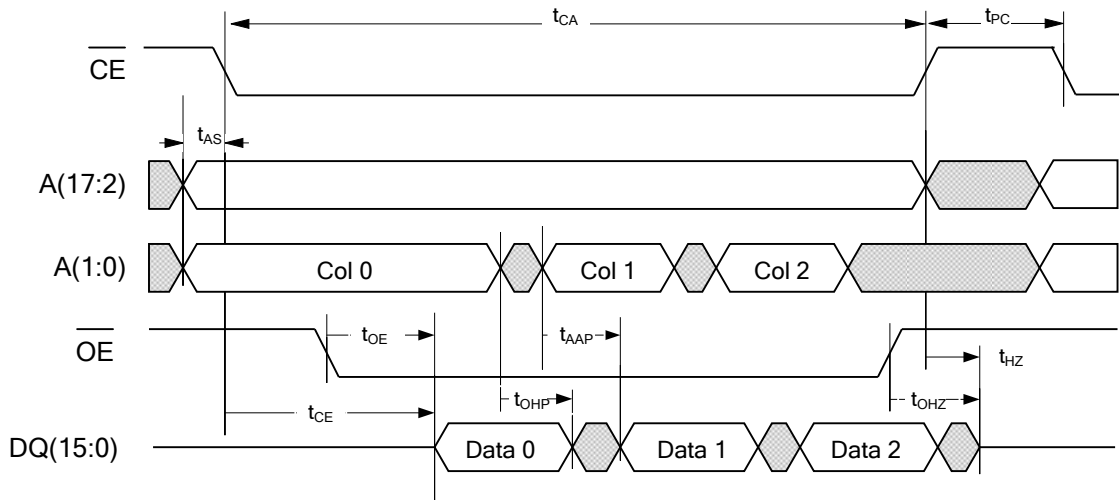 tCA
tPC
CE
tAS
A(17:2)
A(1:0)
Col 0
Col 1
Col 2
OE
tOE
tAAP
tHZ
tOHP
tOHZ
tCE
DQ(15:0)
Data 0
Data 1
Data 2